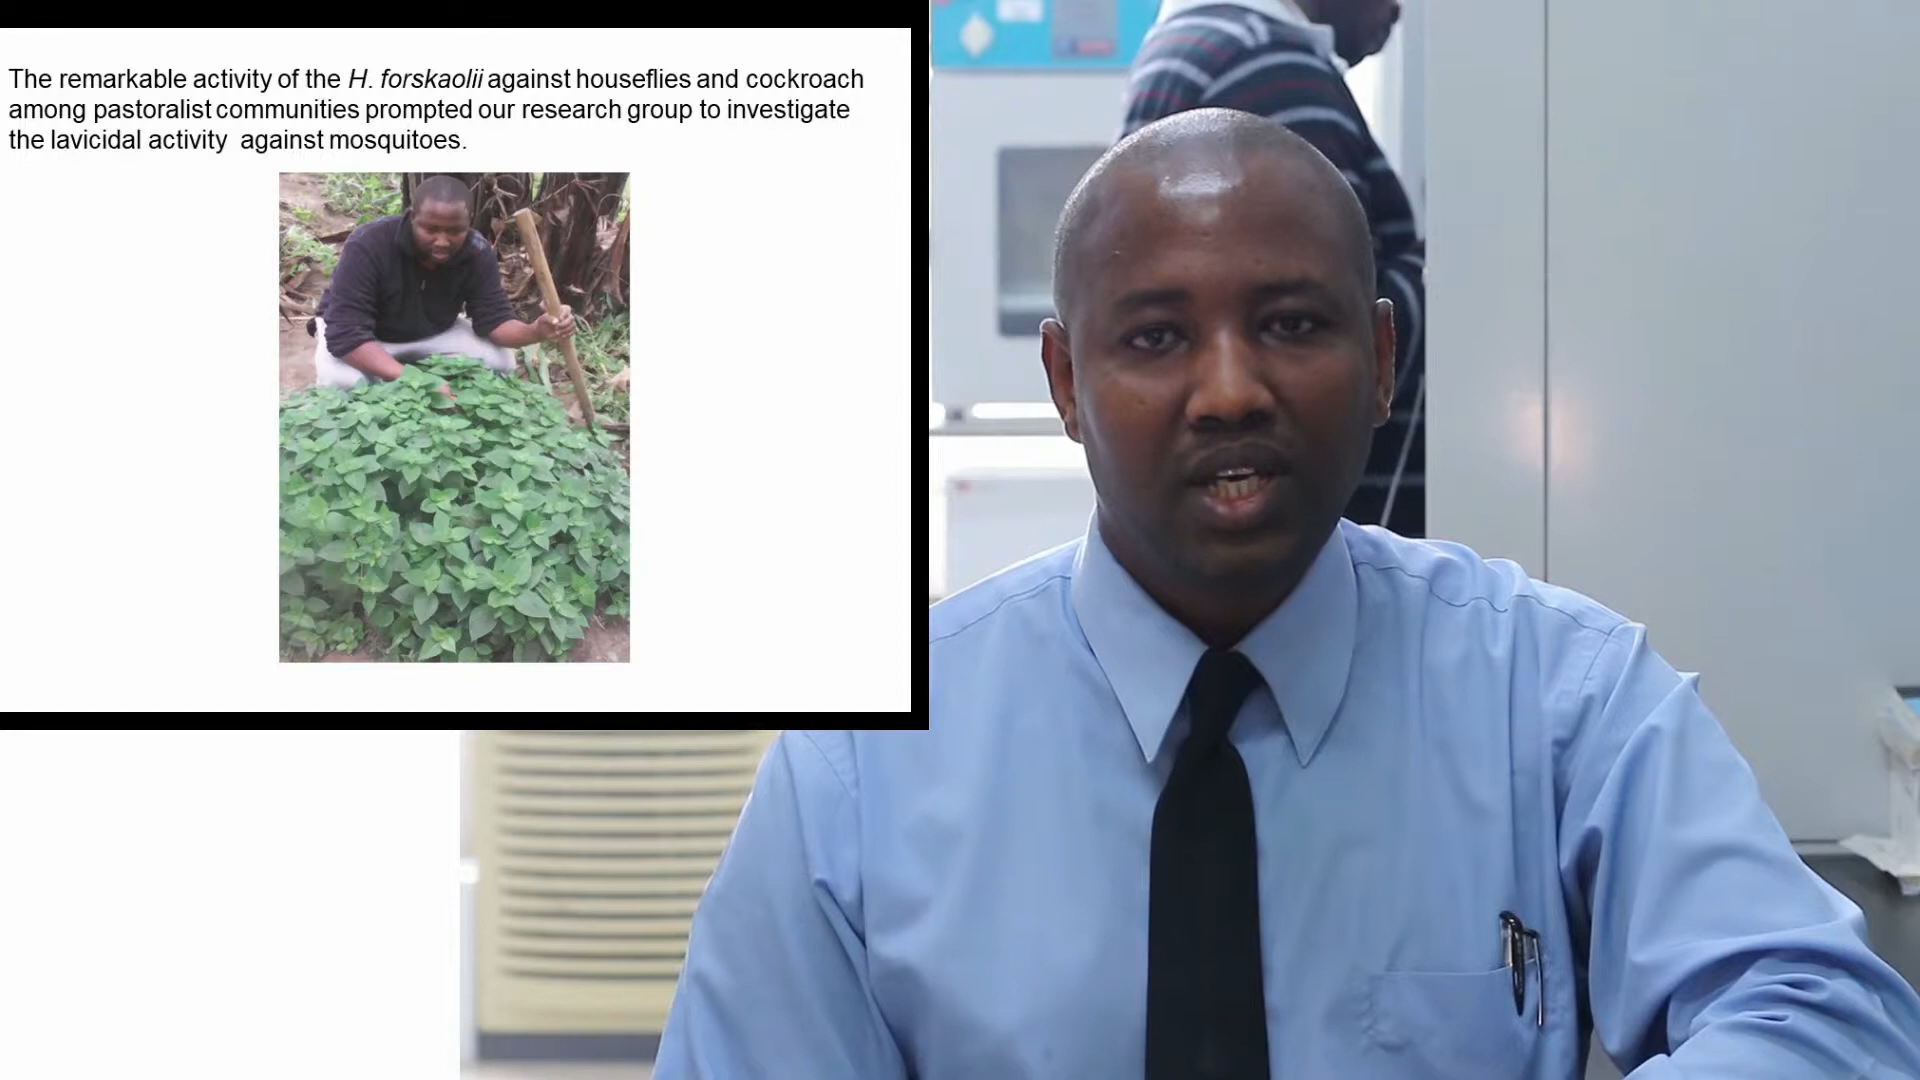 The remarkable activity of the H. forskaolii against houseflies and cockroach
among pastoralist communities prompted our research group to investigate
the lavicidal activity against mosquitoes.